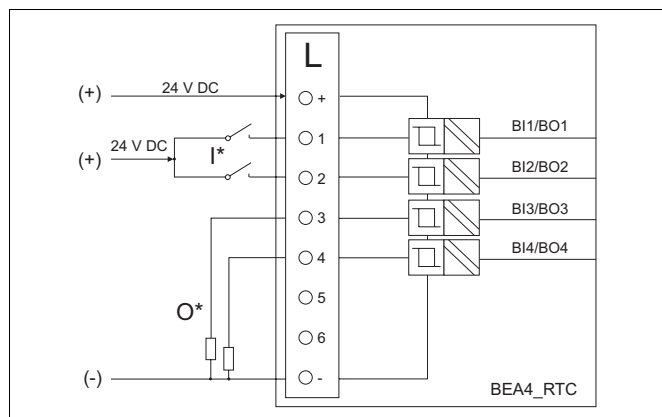 L
(+) 24 V DC +
1 BI1/BO1
(+) 24 V DC I*
2 BI2/BO2
3 BI3/BO3
4 BI4/BO4
5
O*
6
(-) -
BEA4_RTC